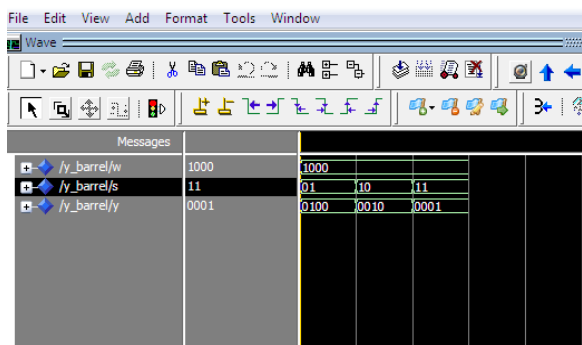 File Edit View Add Format Tools Window
Wave
Messages
/y_barrel/w 1000 1000
/y_barrel/s 11 01 10 11
/y_barrel/y 0001 0100 0010 0001